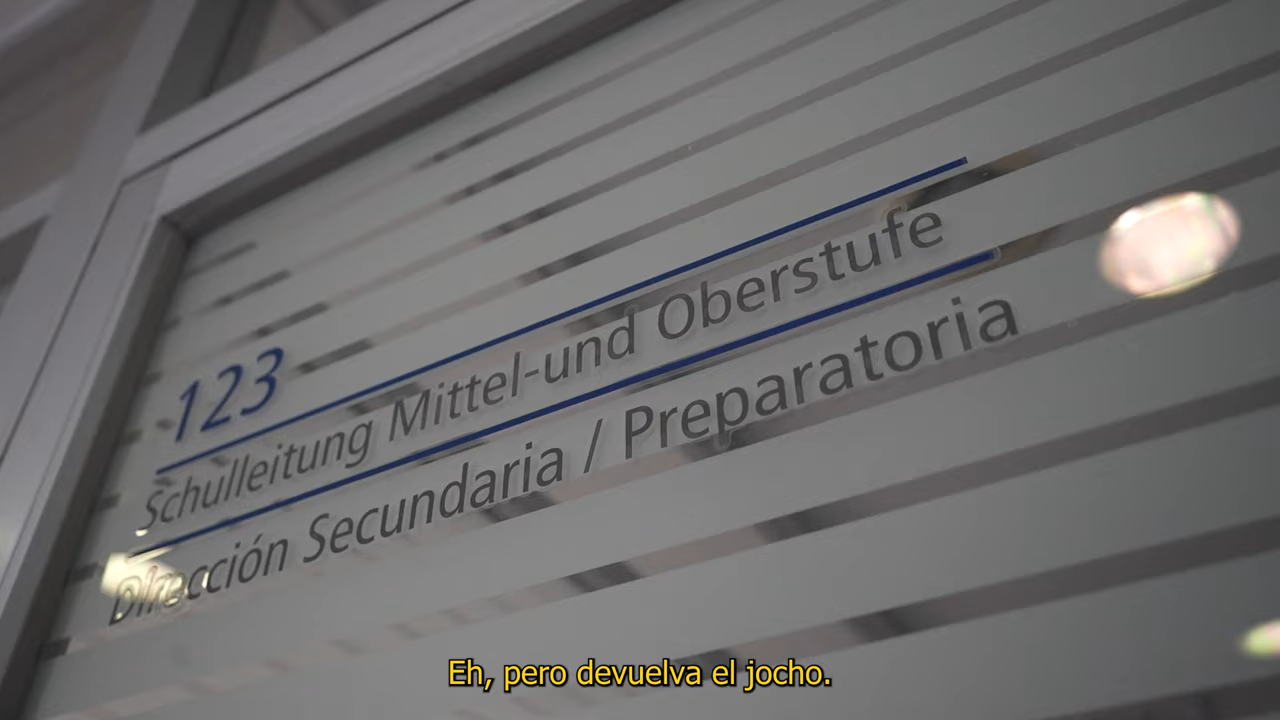 123
Schulleitung Mittel-und Oberstufe
Dirección Secundaria / Preparatoria
Eh, pero devuelva el jocho.